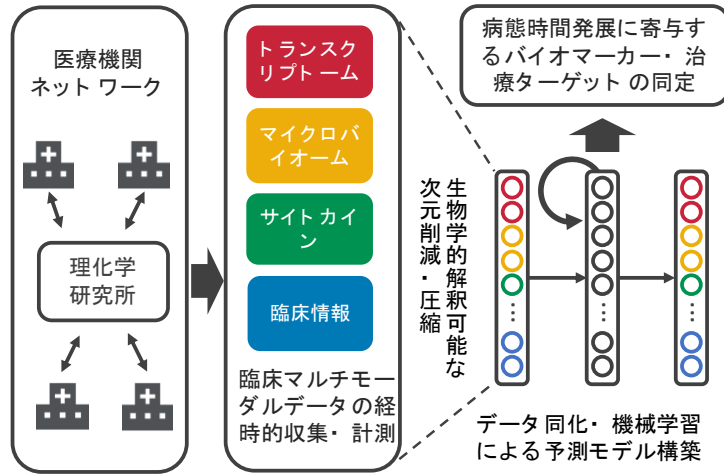 医療機関
ネットワーク
理化学
研究所
トランスク
リプトーム
マイクロバ
イオーム
サイトカイ
ン
臨床情報
臨床マルチモー
ダルデータの経
時的収集・計測
生物学的解釈可能な
次元削減・圧縮
病態時間発展に寄与す
るバイオマーカー・治
療ターゲットの同定
データ同化・機械学習
による予測モデル構築